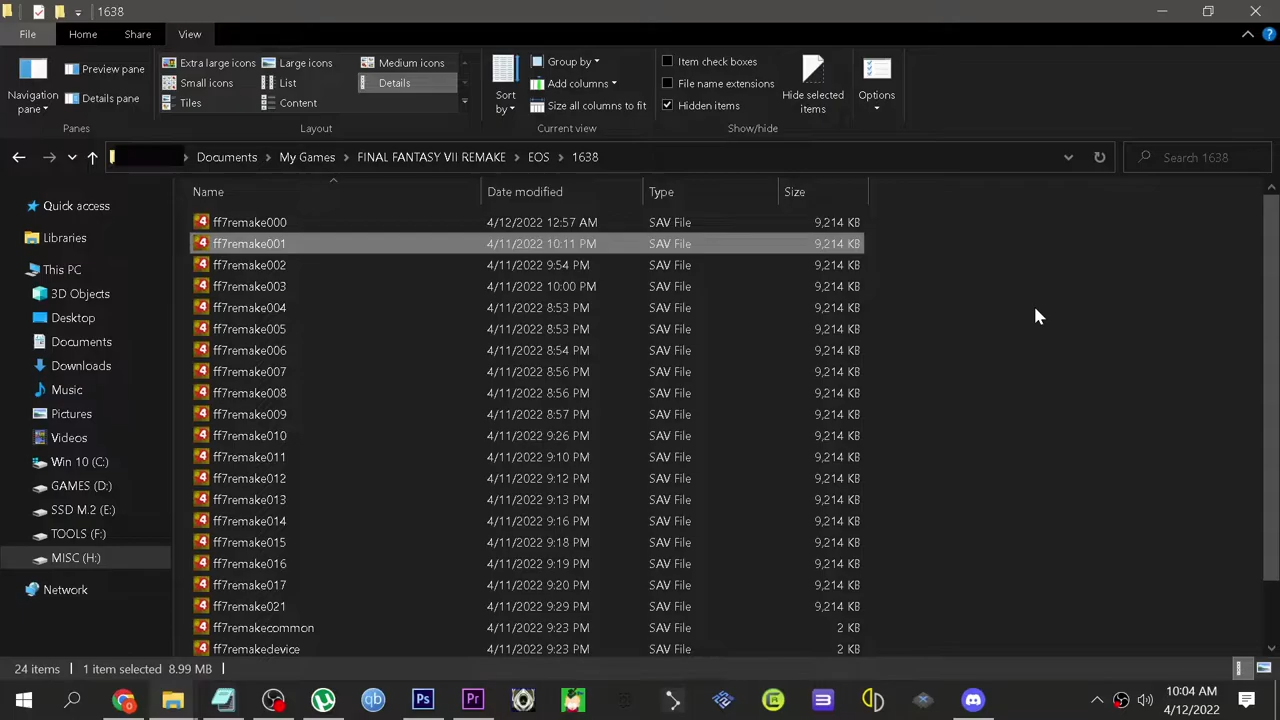 1638
File Home Share View
Navigation pane
Preview pane
Details pane
Panes
Extra large icons Large icons Medium icons
Small icons List Details
Tiles Content
Layout
Sort by
Group by
Add columns
Size all columns to fit
Current view
Item check boxes
File name extensions
Hidden items
Hide selected items
Show/hide
Options
Documents My Games FINAL FANTASY VII REMAKE EOS 1638
Search 1638
Quick access
Libraries
This PC
3D Objects
Desktop
Documents
Downloads
Music
Pictures
Videos
Win 10 (C:)
GAMES (D:)
SSD M.2 (E:)
TOOLS (F:)
MISC (H:)
Network
Name Date modified Type Size
ff7remake000 4/12/2022 12:57 AM SAV File 9,214 KB
ff7remake001 4/11/2022 10:11 PM SAV File 9,214 KB
ff7remake002 4/11/2022 9:54 PM SAV File 9,214 KB
ff7remake003 4/11/2022 10:00 PM SAV File 9,214 KB
ff7remake004 4/11/2022 8:53 PM SAV File 9,214 KB
ff7remake005 4/11/2022 8:53 PM SAV File 9,214 KB
ff7remake006 4/11/2022 8:54 PM SAV File 9,214 KB
ff7remake007 4/11/2022 8:56 PM SAV File 9,214 KB
ff7remake008 4/11/2022 8:56 PM SAV File 9,214 KB
ff7remake009 4/11/2022 8:57 PM SAV File 9,214 KB
ff7remake010 4/11/2022 9:26 PM SAV File 9,214 KB
ff7remake011 4/11/2022 9:10 PM SAV File 9,214 KB
ff7remake012 4/11/2022 9:12 PM SAV File 9,214 KB
ff7remake013 4/11/2022 9:13 PM SAV File 9,214 KB
ff7remake014 4/11/2022 9:16 PM SAV File 9,214 KB
ff7remake015 4/11/2022 9:18 PM SAV File 9,214 KB
ff7remake016 4/11/2022 9:19 PM SAV File 9,214 KB
ff7remake017 4/11/2022 9:20 PM SAV File 9,214 KB
ff7remake021 4/11/2022 9:29 PM SAV File 9,214 KB
ff7remakecommon 4/11/2022 9:23 PM SAV File 2 KB
ff7remakedevice 4/11/2022 9:23 PM SAV File 2 KB
24 items 1 item selected 8.99 MB
qb Ps Pr
10:04 AM
4/12/2022